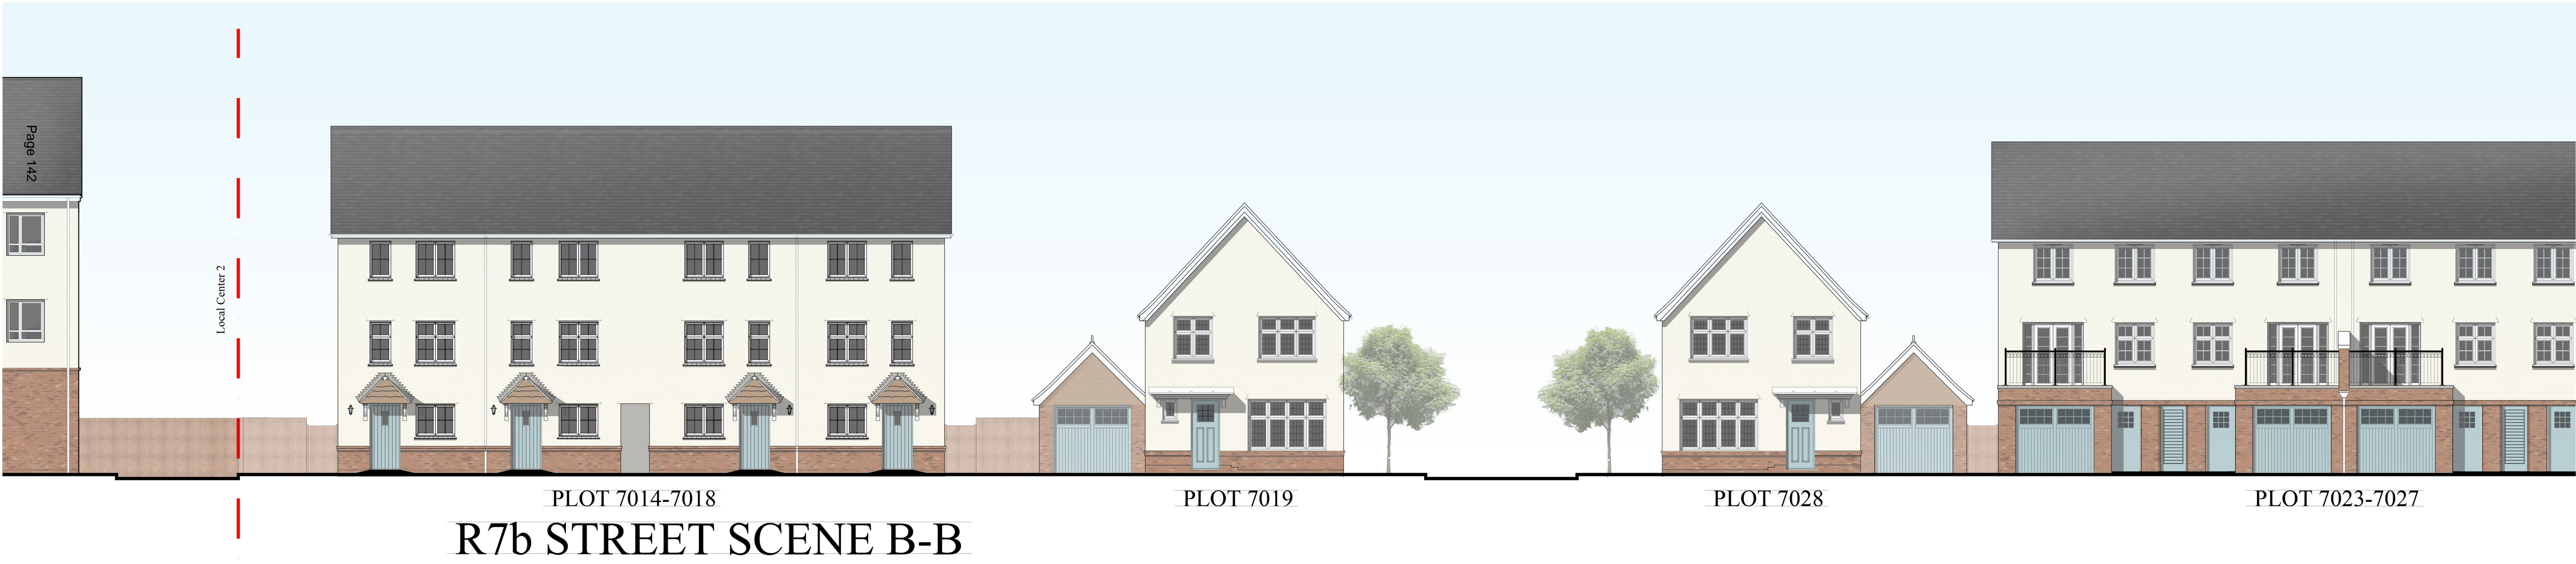 Page 142
Local Center 2
PLOT 7014-7018
PLOT 7019
PLOT 7028
PLOT 7023-7027
R7b STREET SCENE B-B